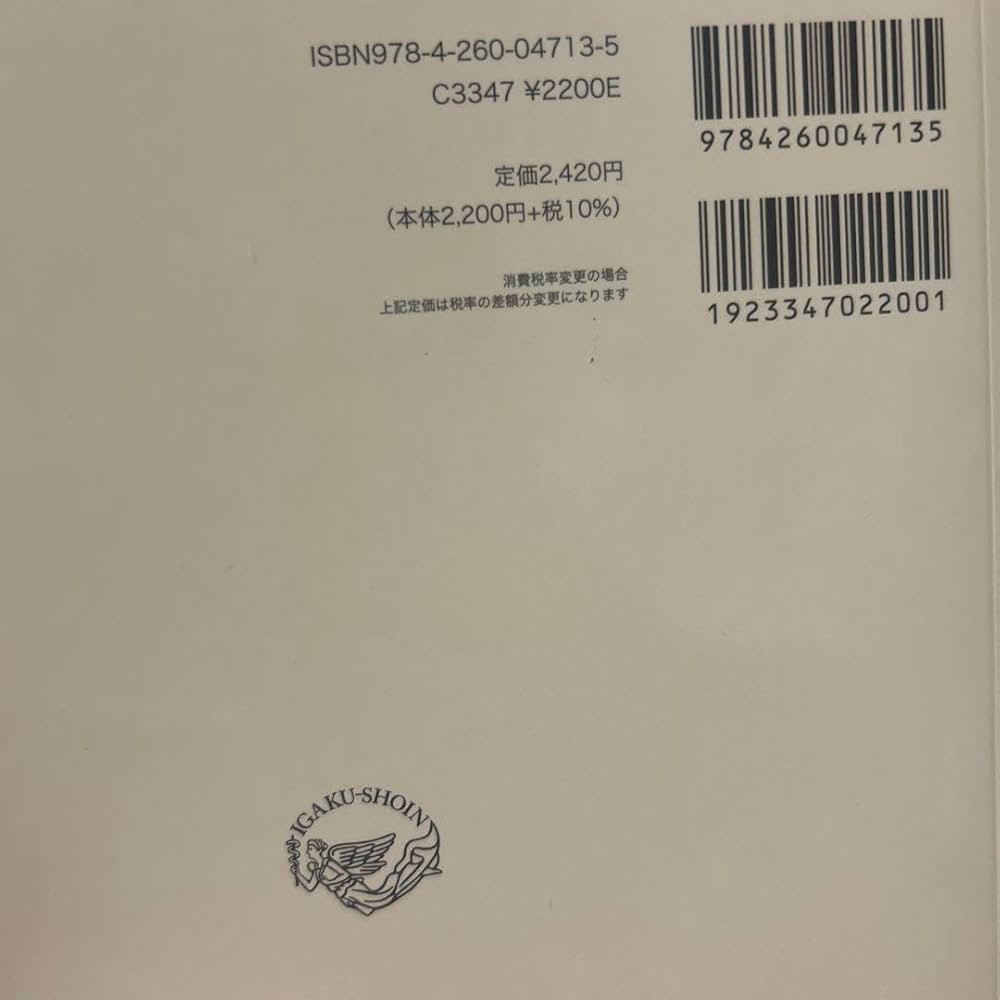 ISBN978-4-260-04713-5
C3347 ¥2200E
定価2,420円
（本体2,200円+税10%）
消費税率変更の場合
上記定価は税率の差額分変更になります
9784260047135
1923347022001
IGAKU-SHOIN